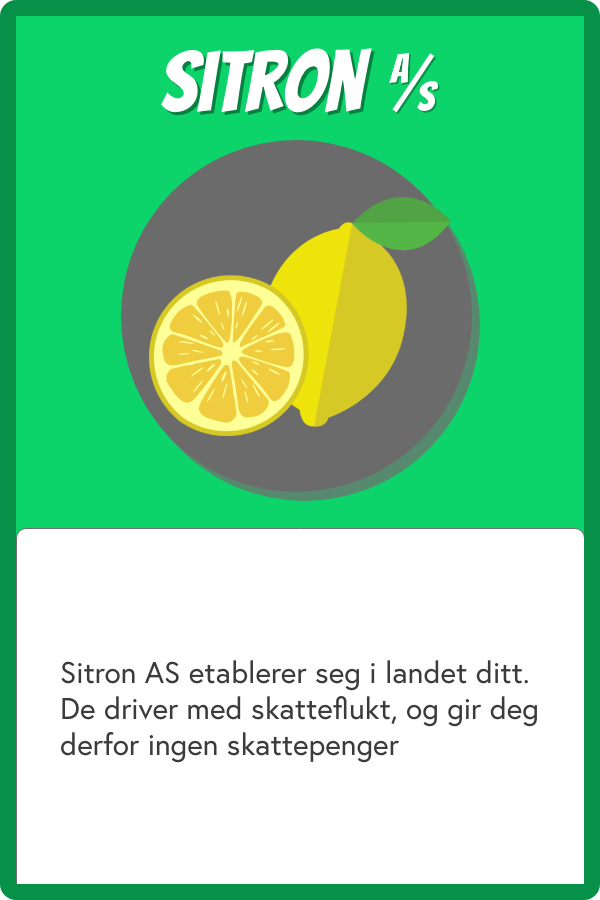 SITRON A/S
Sitron AS etablerer seg i landet ditt.
De driver med skatteflukt, og gir deg
derfor ingen skattepenger